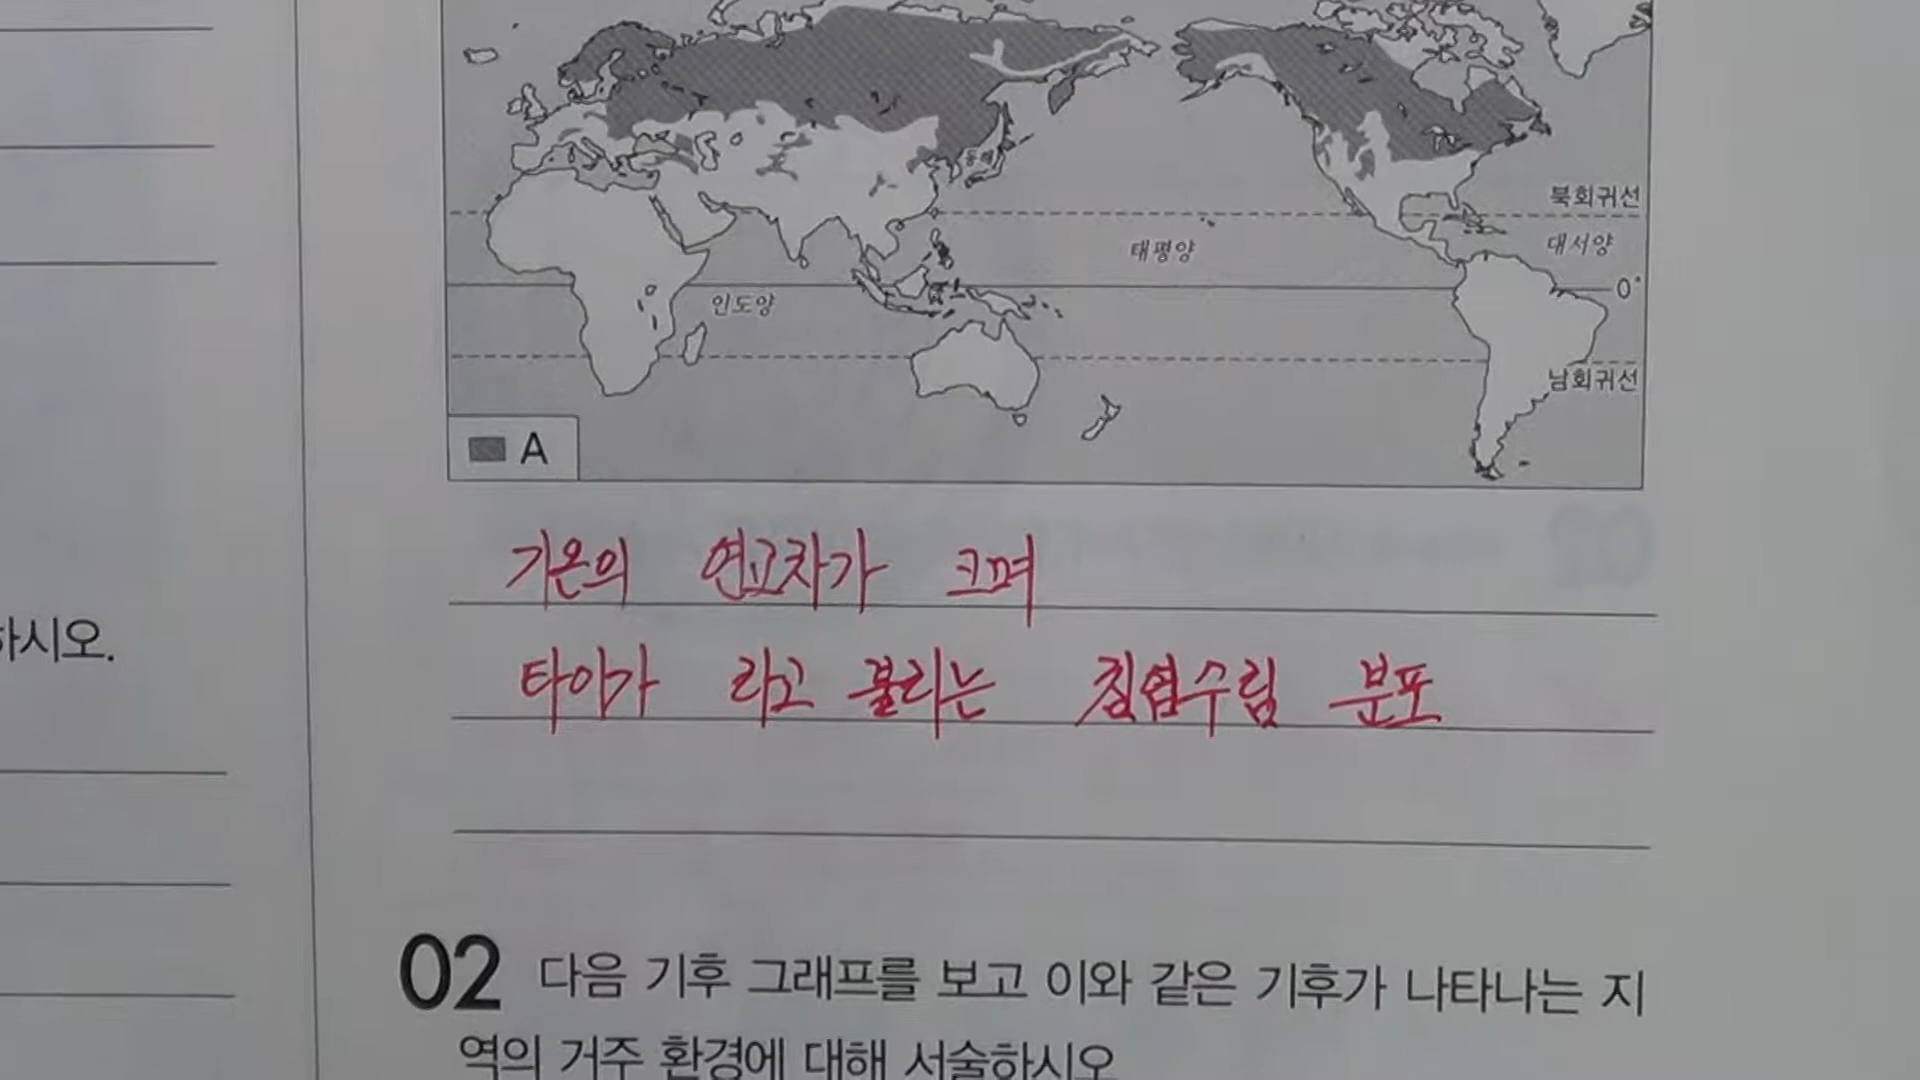 동해
북회귀선
태평양
대서양
0°
인도양
남회귀선
A
기온의 연교차가 크며
타이가 라고 불리는 침엽수림 분포
하시오.
02 다음 기후 그래프를 보고 이와 같은 기후가 나타나는 지
역의 거주 환경에 대해 서술하시오